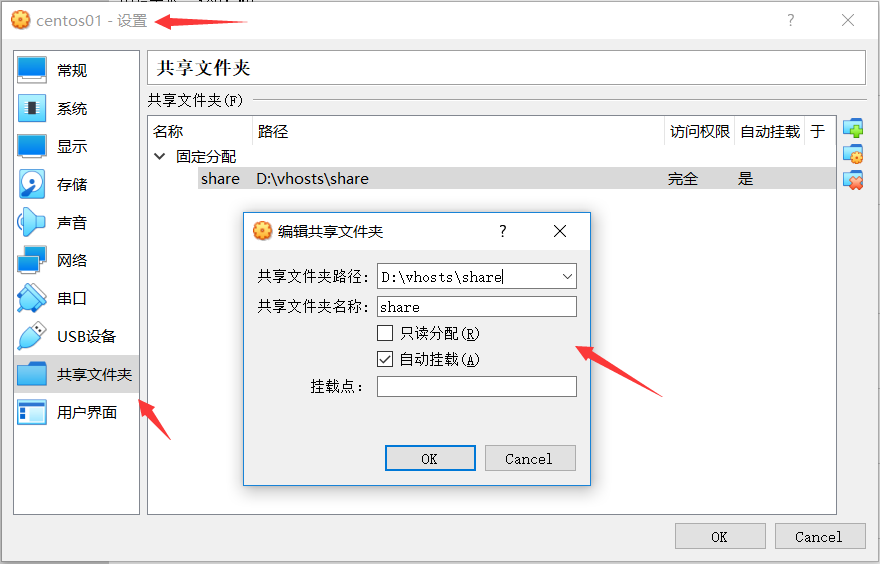 centos01 - 设置
常规
系统
显示
存储
声音
网络
串口
USB设备
共享文件夹
用户界面
共享文件夹
共享文件夹(F)
名称 路径 访问权限 自动挂载 于
固定分配
share D:\vhosts\share 完全 是
编辑共享文件夹
共享文件夹路径: D:\vhosts\share
共享文件夹名称: share
只读分配(R)
自动挂载(A)
挂载点:
OK Cancel
OK Cancel